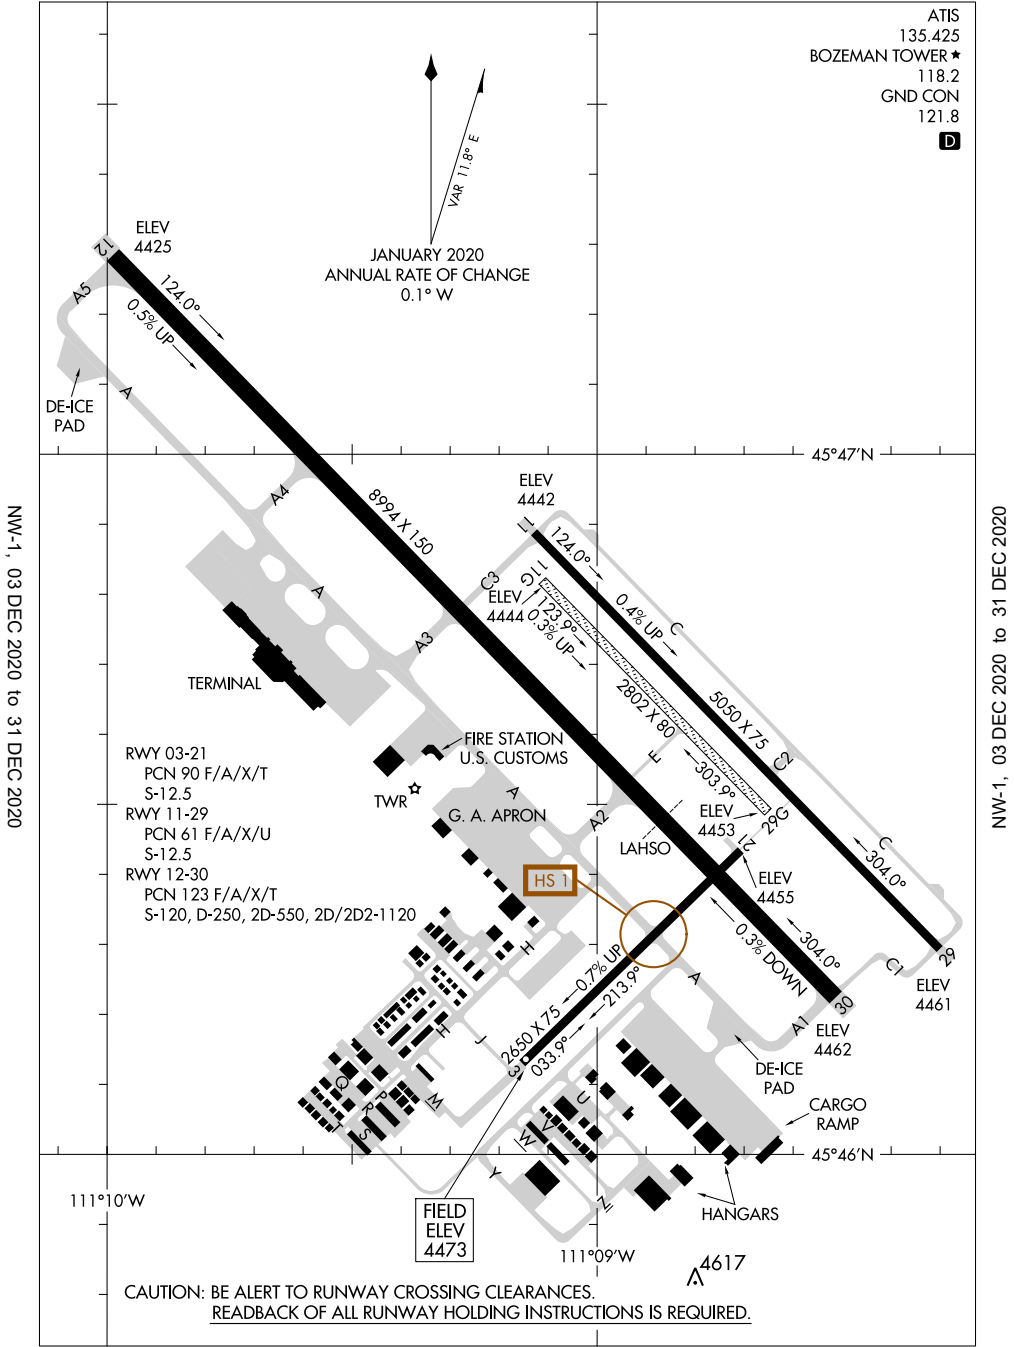 ATIS
135.425
BOZEMAN TOWER ★
118.2
GND CON
121.8
D
VAR 11.8° E
JANUARY 2020
ANNUAL RATE OF CHANGE
0.1° W
ELEV
4425
12
A5
124.0°
0.5% UP
DE-ICE
PAD
A
45°47'N
ELEV
4442
11
A4
8994 X 150
124.0°
C3
11G
ELEV
4444
123.9°
0.3% UP
0.4% UP
C
A
A3
TERMINAL
2802 X 80
5050 X 75
FIRE STATION
U.S. CUSTOMS
E
C2
303.9°
TWR
A
G. A. APRON
A2
ELEV
4453
29G
LAHSO
21
C
304.0°
RWY 03-21
PCN 90 F/A/X/T
S-12.5
RWY 11-29
PCN 61 F/A/X/U
S-12.5
RWY 12-30
PCN 123 F/A/X/T
S-120, D-250, 2D-550, 2D/2D2-1120
HS 1
ELEV
4455
H
0.7% UP
213.9°
A
0.3% DOWN
304.0°
29
C1
ELEV
4461
30
A1
ELEV
4462
H
J
2650 X 75
033.9°
3
DE-ICE
PAD
CARGO
RAMP
Q
P
R
S
T
W
U
V
W
Y
Z
45°46'N
HANGARS
111°10'W
FIELD
ELEV
4473
111°09'W
4617
CAUTION: BE ALERT TO RUNWAY CROSSING CLEARANCES.
READBACK OF ALL RUNWAY HOLDING INSTRUCTIONS IS REQUIRED.
NW-1, 03 DEC 2020 to 31 DEC 2020
NW-1, 03 DEC 2020 to 31 DEC 2020